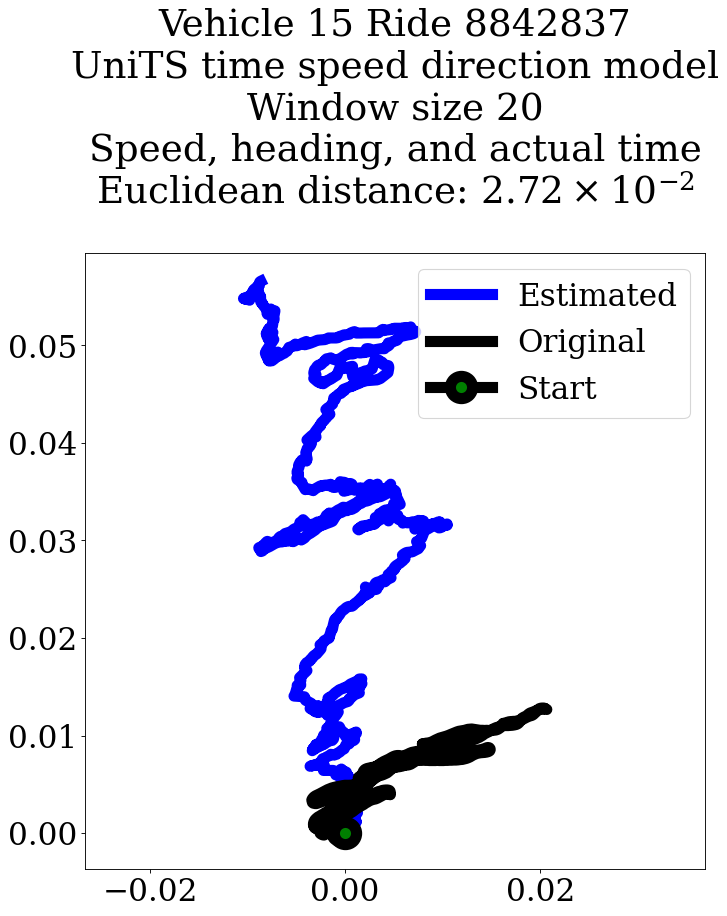 Vehicle 15 Ride 8842837
UniTS time speed direction model
Window size 20
Speed, heading, and actual time
Euclidean distance: 2.72 × 10⁻²
Estimated
Original
Start
0.05
0.04
0.03
0.02
0.01
0.00
−0.02 0.00 0.02